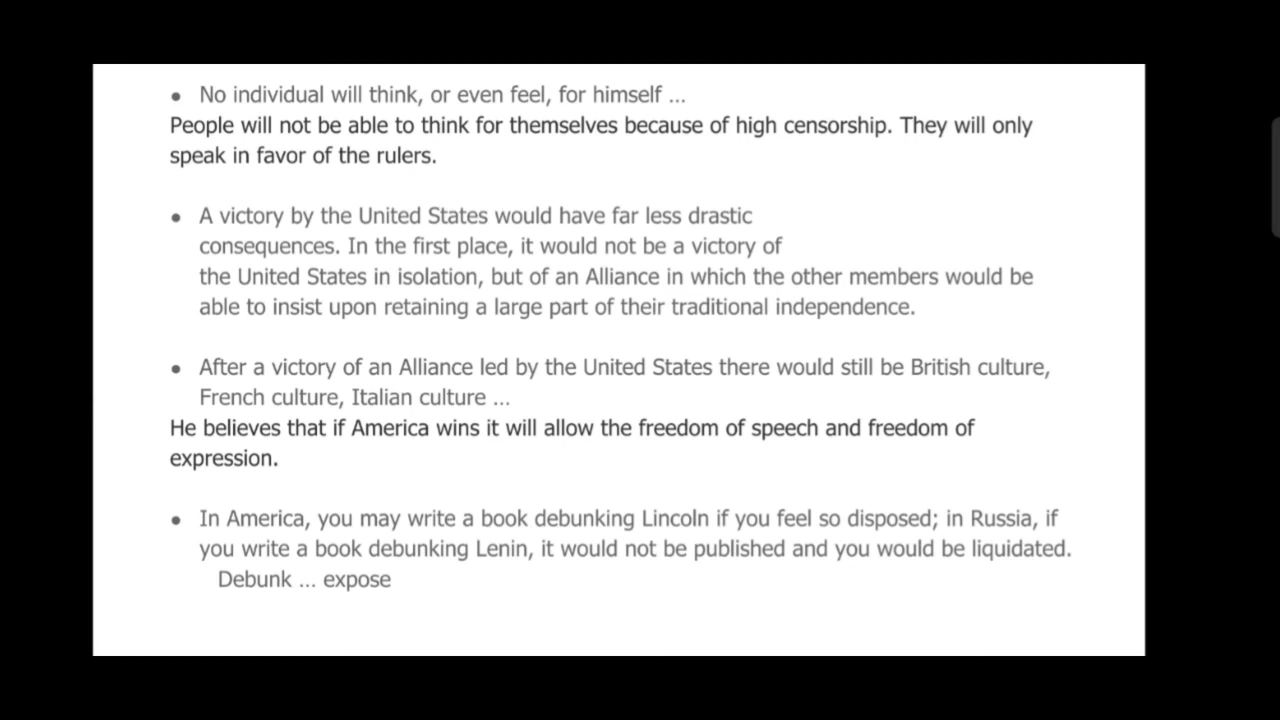 • No individual will think, or even feel, for himself ...
People will not be able to think for themselves because of high censorship. They will only
speak in favor of the rulers.
• A victory by the United States would have far less drastic
consequences. In the first place, it would not be a victory of
the United States in isolation, but of an Alliance in which the other members would be
able to insist upon retaining a large part of their traditional independence.
• After a victory of an Alliance led by the United States there would still be British culture,
French culture, Italian culture ...
He believes that if America wins it will allow the freedom of speech and freedom of
expression.
• In America, you may write a book debunking Lincoln if you feel so disposed; in Russia, if
you write a book debunking Lenin, it would not be published and you would be liquidated.
Debunk ... expose